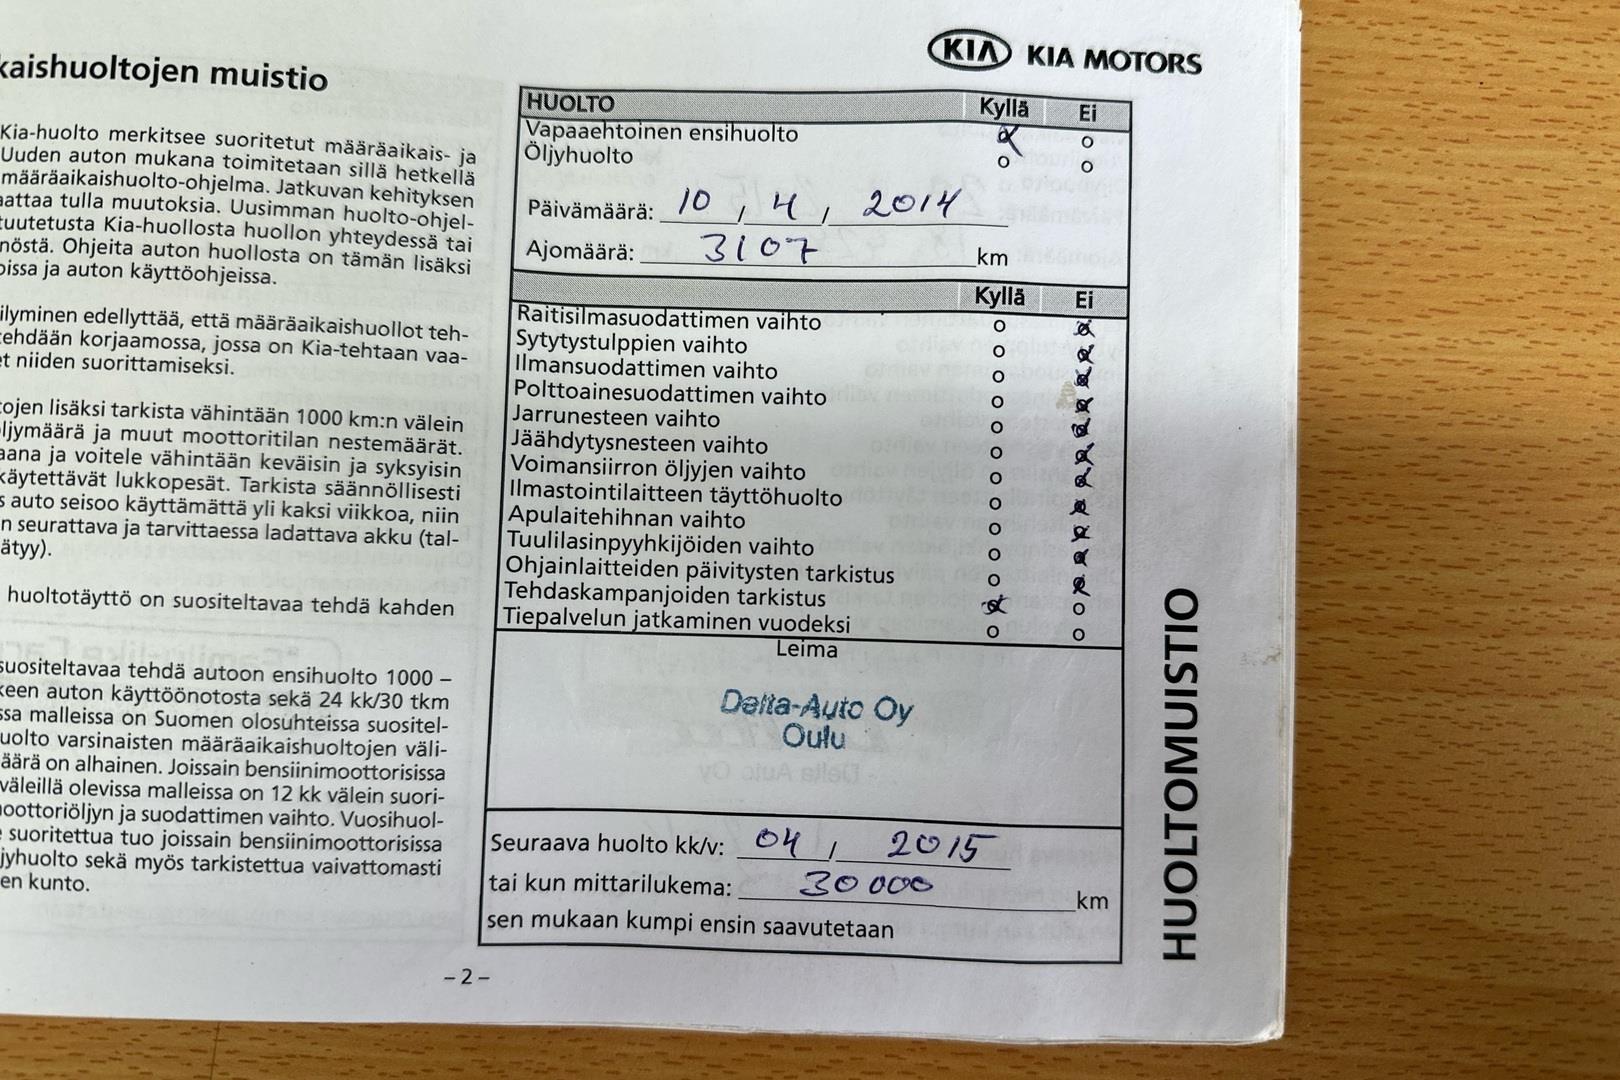 kaishuoltojen muistio
Kia-huolto merkitsee suoritetut määräaikais- ja
Uuden auton mukana toimitetaan sillä hetkellä
määräaikaishuolto-ohjelma. Jatkuvan kehityksen
aattaa tulla muutoksia. Uusimman huolto-ohjel-
tuutetusta Kia-huollosta huollon yhteydessä tai
nöstä. Ohjeita auton huollosta on tämän lisäksi
oissa ja auton käyttöohjeissa.
ilyminen edellyttää, että määräaikaishuollot teh-
tehdään korjaamossa, jossa on Kia-tehtaan vaa-
et niiden suorittamiseksi.
tojen lisäksi tarkista vähintään 1000 km:n välein
ljymäärä ja muut moottoritilan nestemäärät.
aana ja voitele vähintään keväisin ja syksyisin
käytettävät lukkopesät. Tarkista säännöllisesti
s auto seisoo käyttämättä yli kaksi viikkoa, niin
n seurattava ja tarvittaessa ladattava akku (tal-
ätyy).
huoltotäyttö on suositeltavaa tehdä kahden
suositeltavaa tehdä autoon ensihuolto 1000 –
keen auton käyttöönotosta sekä 24 kk/30 tkm
ssa malleissa on Suomen olosuhteissa suositel-
uolto varsinaisten määräaikaishuoltojen väli-
äärä on alhainen. Joissain bensiinimoottorisissa
väleillä olevissa malleissa on 12 kk välein suori-
oottoriöljyn ja suodattimen vaihto. Vuosihuol-
suoritettua tuo joissain bensiinimoottorisissa
jyhuolto sekä myös tarkistettua vaivattomasti
en kunto.
KIA KIA MOTORS
HUOLTO Kyllä Ei
Vapaaehtoinen ensihuolto
Öljyhuolto
Päivämäärä: 10 / 4 / 2014
Ajomäärä: 3107 km
Kyllä Ei
Raitisilmasuodattimen vaihto
Sytytystulppien vaihto
Ilmansuodattimen vaihto
Polttoainesuodattimen vaihto
Jarrunesteen vaihto
Jäähdytysnesteen vaihto
Voimansiirron öljyjen vaihto
Ilmastointilaitteen täyttöhuolto
Apulaitehihnan vaihto
Tuulilasinpyyhkijöiden vaihto
Ohjainlaitteiden päivitysten tarkistus
Tehdaskampanjoiden tarkistus
Tiepalvelun jatkaminen vuodeksi
Leima
Delta-Auto Oy
Oulu
Seuraava huolto kk/v: 04 / 2015
tai kun mittarilukema: 30 000 km
sen mukaan kumpi ensin saavutetaan
– 2 –
HUOLTOMUISTIO